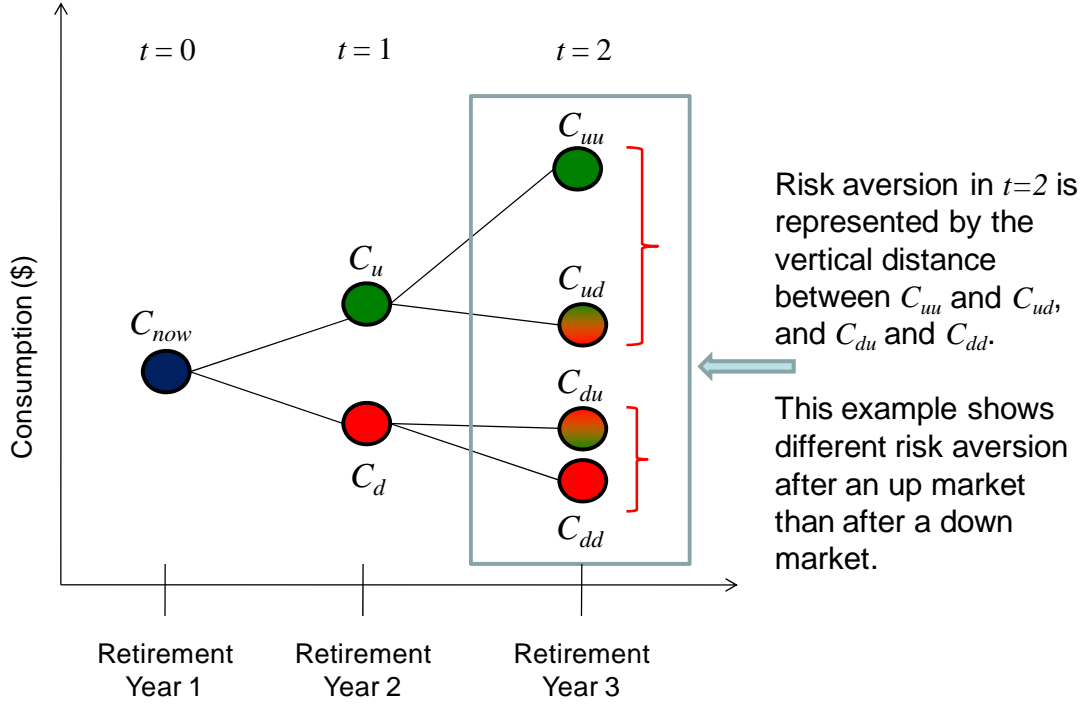 t = 0
t = 1
t = 2
C_uu
C_u
C_ud
C_now
C_du
C_d
C_dd
Consumption ($)
Risk aversion in t=2 is
represented by the
vertical distance
between C_uu and C_ud,
and C_du and C_dd.
This example shows
different risk aversion
after an up market
than after a down
market.
Retirement
Year 1
Retirement
Year 2
Retirement
Year 3